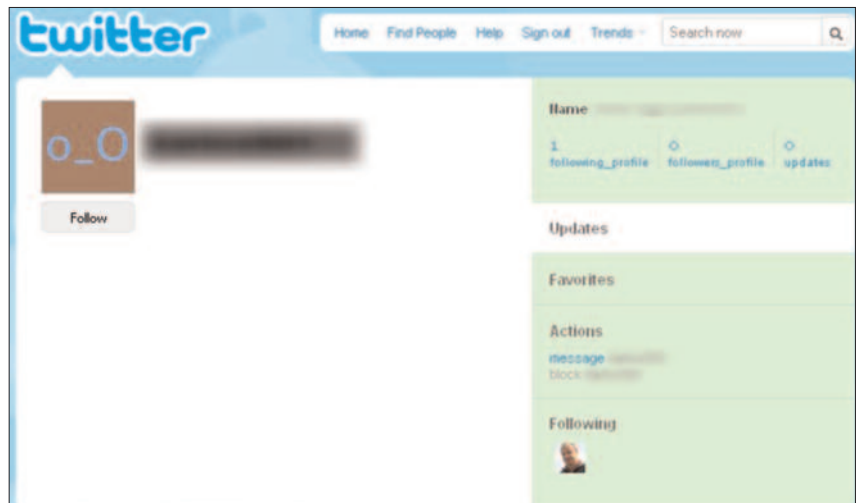 twitter
Home Find People Help Sign out Trends Search now
o_O
Follow
Name
1 0 0
following_profile followers_profile updates
Updates
Favorites
Actions
message
block
Following